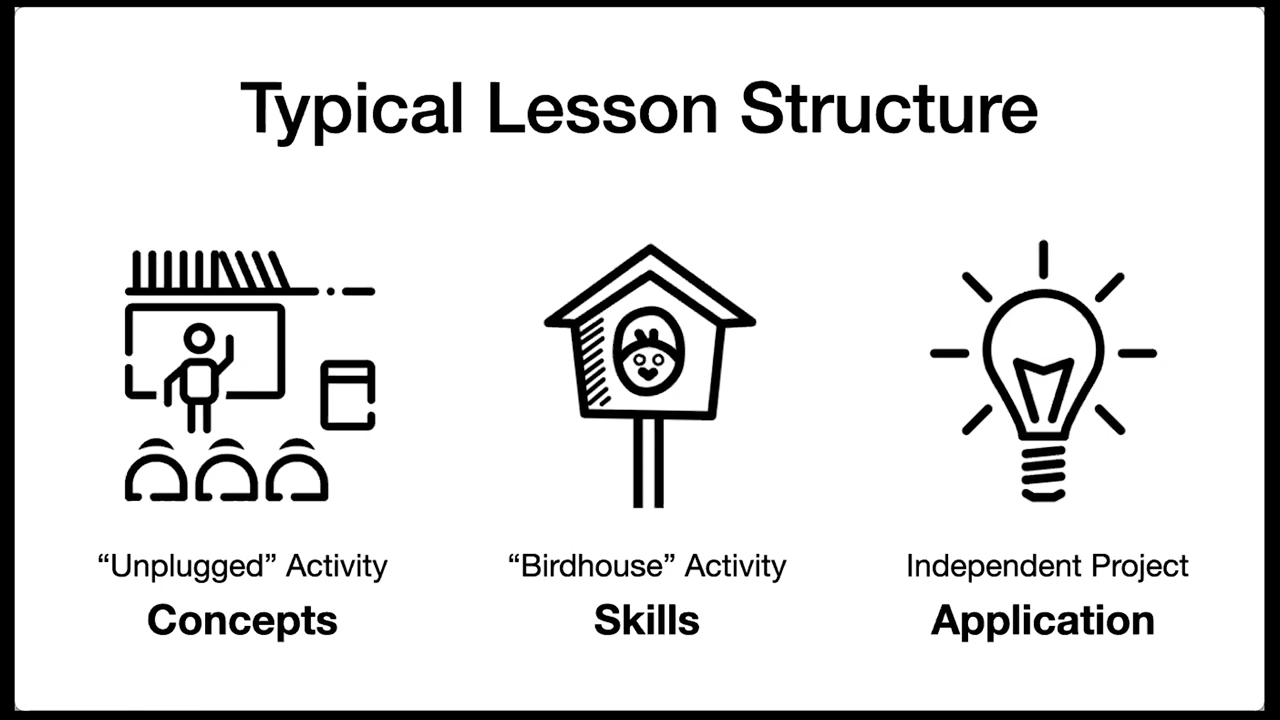 Typical Lesson Structure
“Unplugged” Activity
Concepts
“Birdhouse” Activity
Skills
Independent Project
Application